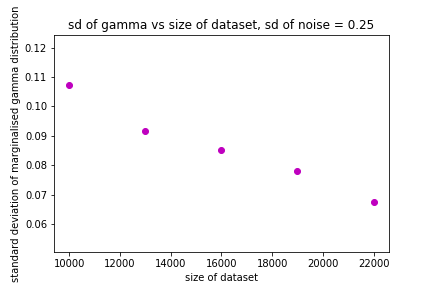 sd of gamma vs size of dataset, sd of noise = 0.25
standard deviation of marginalised gamma distribution
0.12
0.11
0.10
0.09
0.08
0.07
0.06
10000 12000 14000 16000 18000 20000 22000
size of dataset